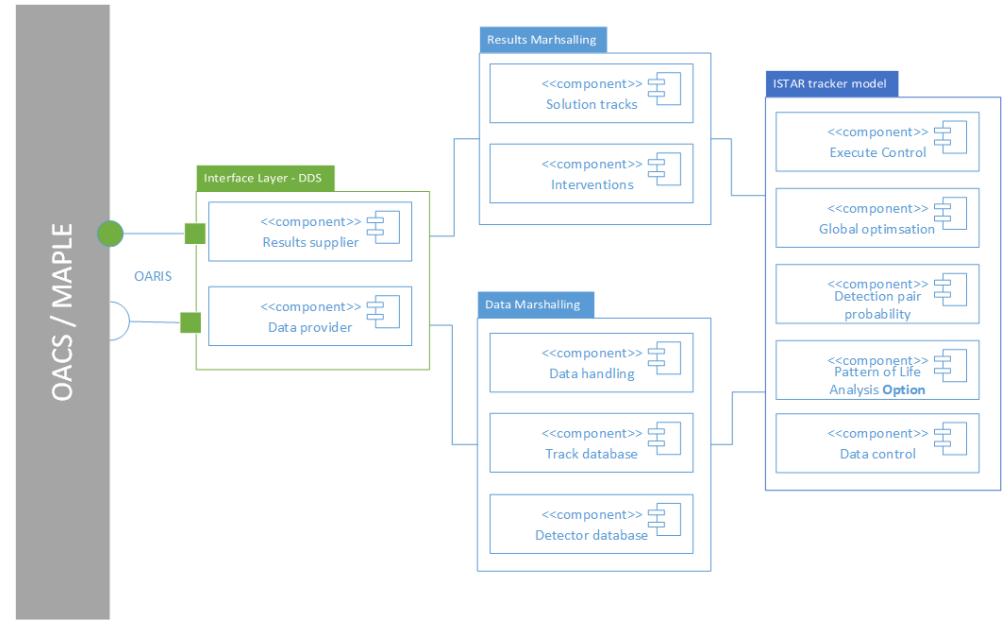 OACS / MAPLE
OARIS
Interface Layer - DDS
<<component>>
Results supplier
<<component>>
Data provider
Results Marhsalling
<<component>>
Solution tracks
<<component>>
Interventions
Data Marshalling
<<component>>
Data handling
<<component>>
Track database
<<component>>
Detector database
ISTAR tracker model
<<component>>
Execute Control
<<component>>
Global optimsation
<<component>>
Detection pair
probability
<<component>>
Pattern of Life
Analysis Option
<<component>>
Data control